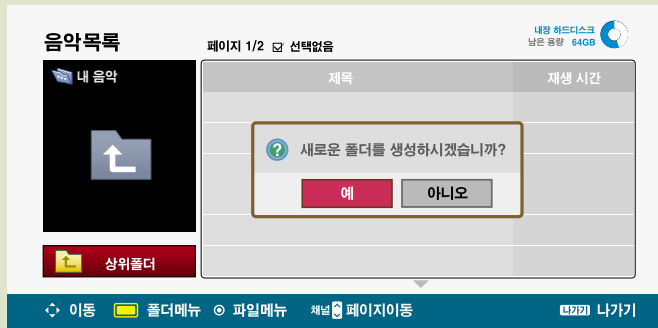 음악목록
페이지 1/2 선택없음
내장 하드디스크
남은 용량 64GB
내 음악
제목 재생 시간
새로운 폴더를 생성하시겠습니까?
예 아니오
상위폴더
이동 폴더메뉴 파일메뉴 채널 페이지이동 나가기 나가기